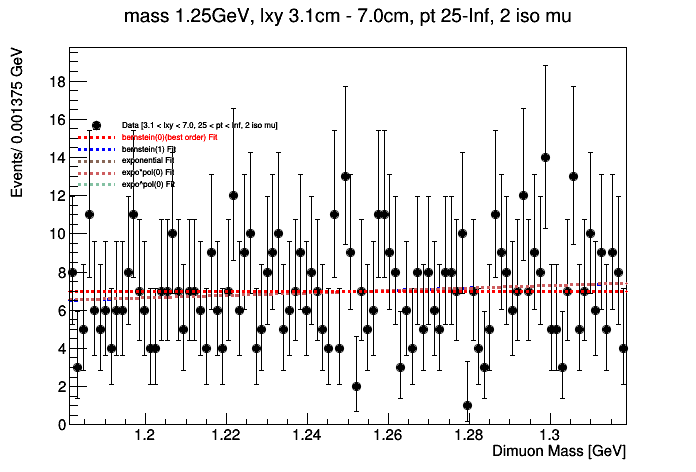 mass 1.25GeV, lxy 3.1cm - 7.0cm, pt 25-Inf, 2 iso mu
Events/ 0.001375 GeV
18
16
14
12
10
8
6
4
2
0
Data [3.1 < lxy < 7.0, 25 < pt < Inf, 2 iso mu]
bernstein(0)(best order) Fit
bernstein(1) Fit
exponential Fit
expo*pol(0) Fit
expo^pol(0) Fit
1.2 1.22 1.24 1.26 1.28 1.3
Dimuon Mass [GeV]